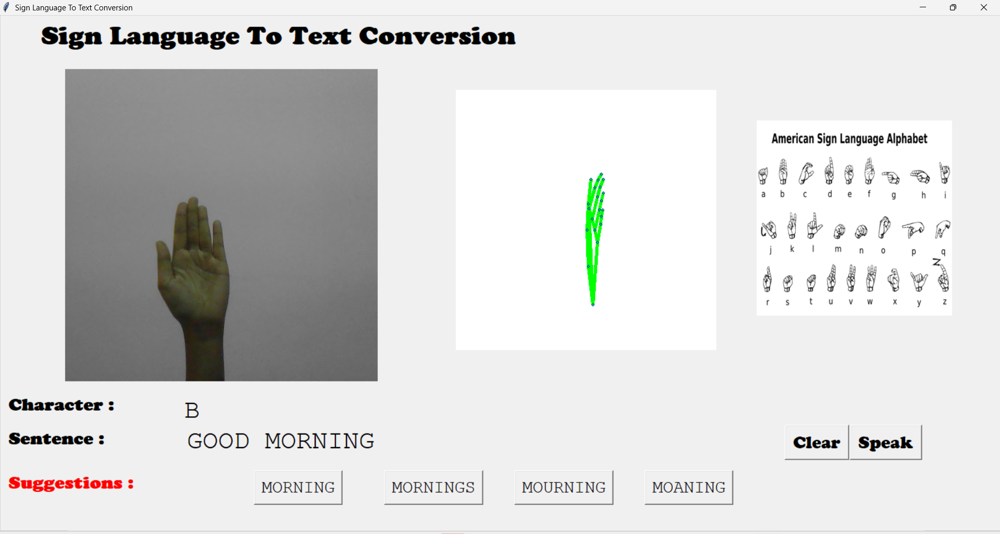 Sign Language To Text Conversion
Sign Language To Text Conversion
American Sign Language Alphabet
a b c d e f g h i
j k l m n o p q
z
r s t u v w x y z
Character : B
Sentence : GOOD MORNING
Clear Speak
Suggestions : MORNING MORNINGS MOURNING MOANING